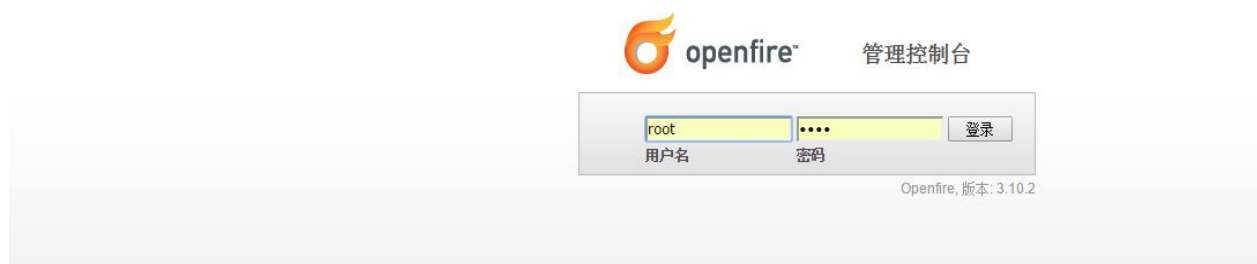 openfire™ 管理控制台
root •••• 登录
用户名 密码
Openfire, 版本: 3.10.2